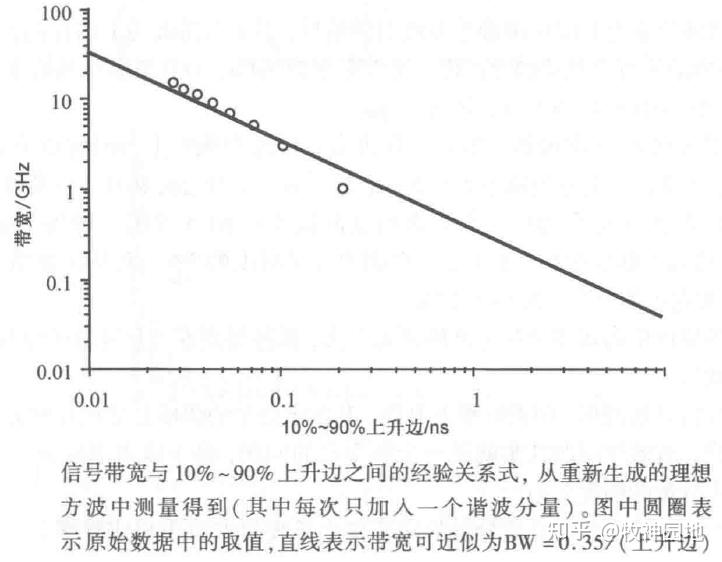 100
10
1
0.1
0.01
带宽/GHz
0.01
0.1
1
10%~90%上升边/ns
信号带宽与10%-90%上升边之间的经验关系式，从重新生成的理想
方波中测量得到(其中每次只加入一个谐波分量)。图中圆圈表
示原始数据中的取值,直线表示带宽可近似为BW=0.35/(上升边)
知乎 @牧神园地